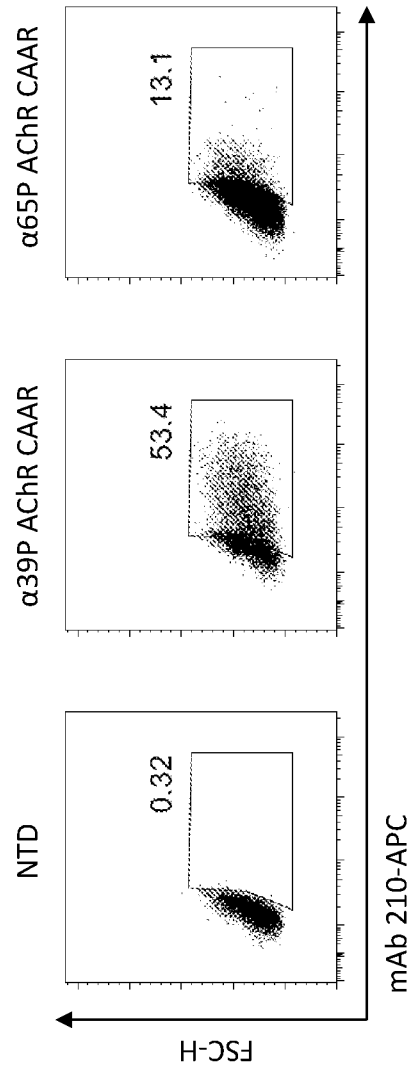 NTD
α39P AChR CAAR
α65P AChR CAAR
0.32
53.4
13.1
FSC-H
mAb 210-APC